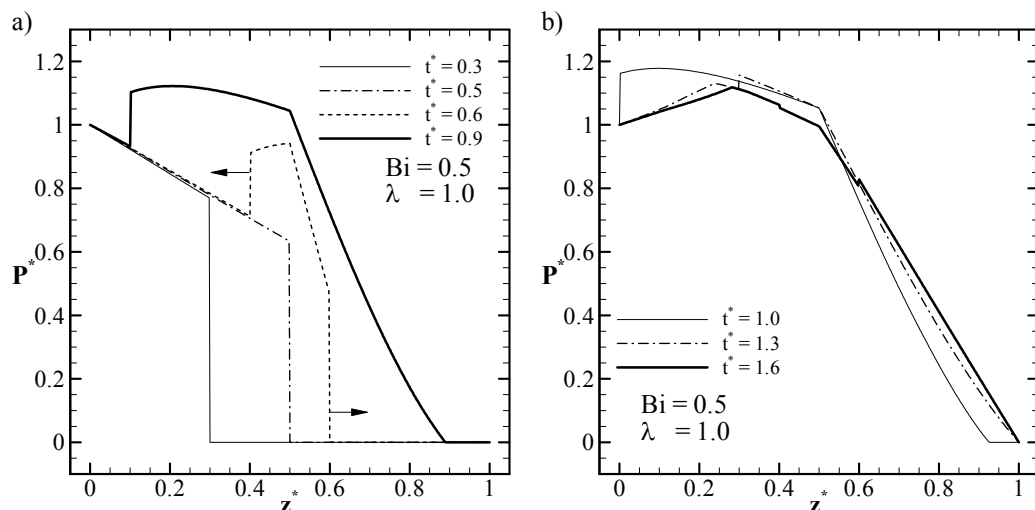 a)
1.2
1
0.8
0.6
0.4
0.2
0
P*
t* = 0.3
t* = 0.5
t* = 0.6
t* = 0.9
Bi = 0.5
λ = 1.0
0 0.2 0.4 0.6 0.8 1
z*
b)
1.2
1
0.8
0.6
0.4
0.2
0
P*
t* = 1.0
t* = 1.3
t* = 1.6
Bi = 0.5
λ = 1.0
0 0.2 0.4 0.6 0.8 1
z*